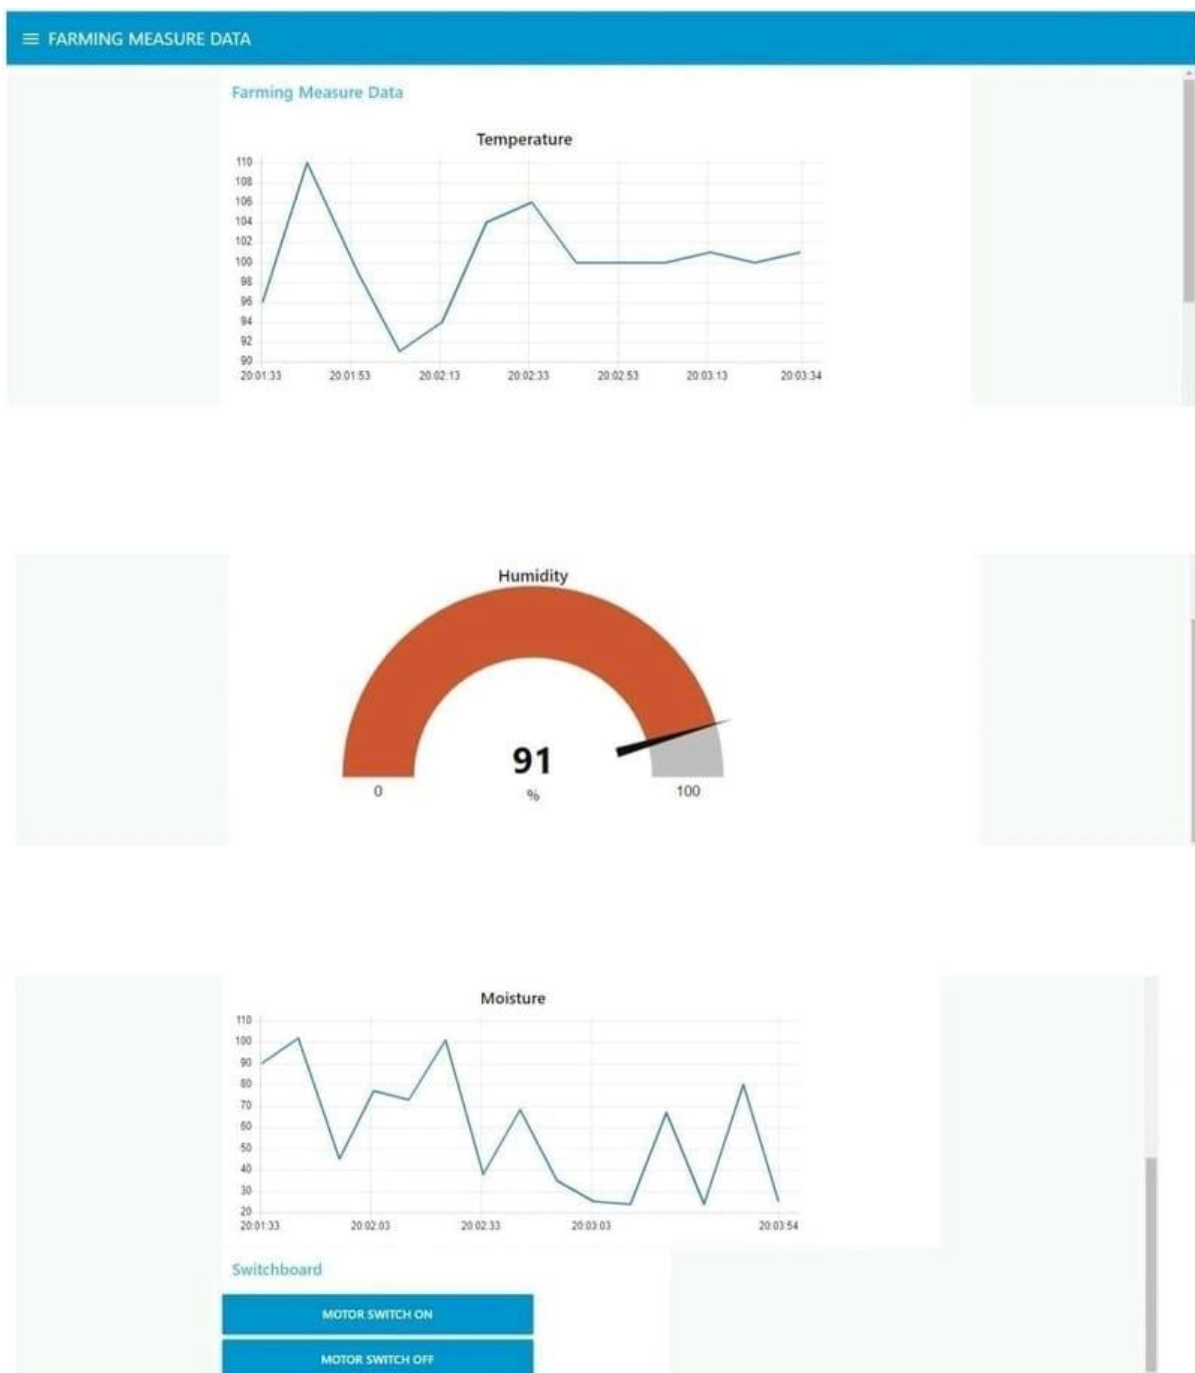 FARMING MEASURE DATA
Farming Measure Data
Temperature
110
108
106
104
102
100
98
96
94
92
90
20:01:33 20:01:53 20:02:13 20:02:33 20:02:53 20:03:13 20:03:34
Humidity
91
%
0 100
Moisture
110
100
90
80
70
60
50
40
30
20
20:01:33 20:02:03 20:02:33 20:03:03 20:03:54
Switchboard
MOTOR SWITCH ON
MOTOR SWITCH OFF